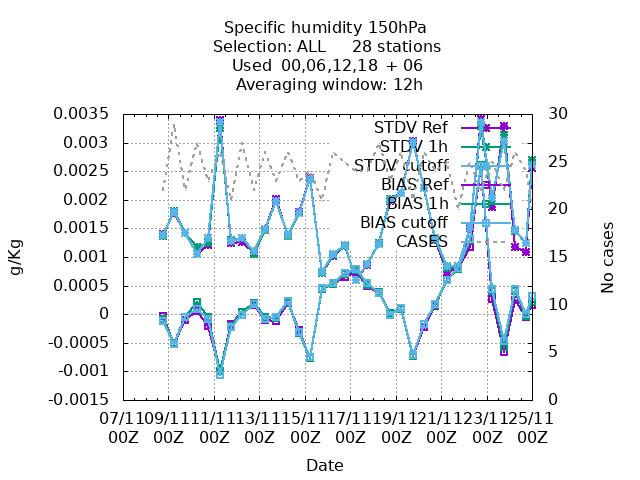 Specific humidity 150hPa
Selection: ALL 28 stations
Used 00,06,12,18 + 06
Averaging window: 12h
0.0035
0.003
0.0025
0.002
0.0015
0.001
0.0005
0
-0.0005
-0.001
-0.0015
30
25
20
15
10
5
0
STDV Ref
STDV 1h
STDV cutoff
BIAS Ref
BIAS 1h
BIAS cutoff
CASES
g/Kg
No cases
07/11 09/11 11/11 13/11 15/11 17/11 19/11 21/11 23/11 25/11
00Z 00Z 00Z 00Z 00Z 00Z 00Z 00Z 00Z 00Z
Date